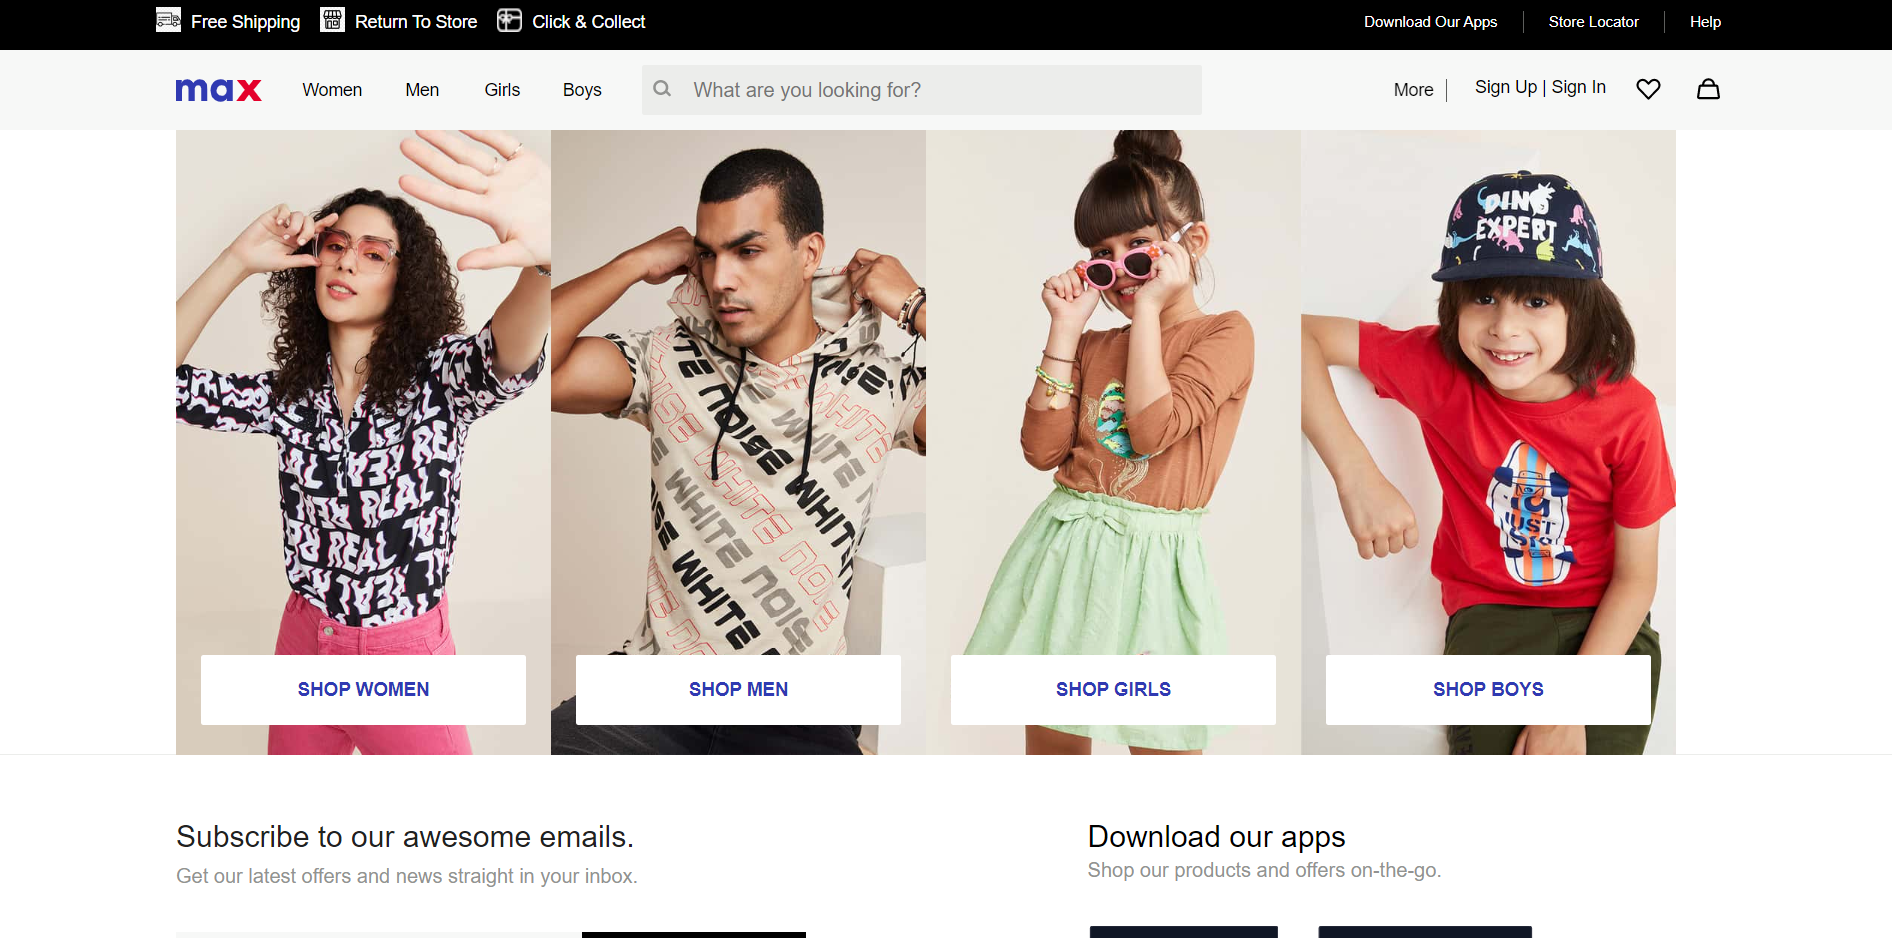 Free Shipping Return To Store Click & Collect Download Our Apps Store Locator Help
max Women Men Girls Boys What are you looking for? More Sign Up | Sign In
DINO
EXPERT
WHITE NOISE
JUST
SHOP WOMEN SHOP MEN SHOP GIRLS SHOP BOYS
Subscribe to our awesome emails.
Get our latest offers and news straight in your inbox.
Download our apps
Shop our products and offers on-the-go.